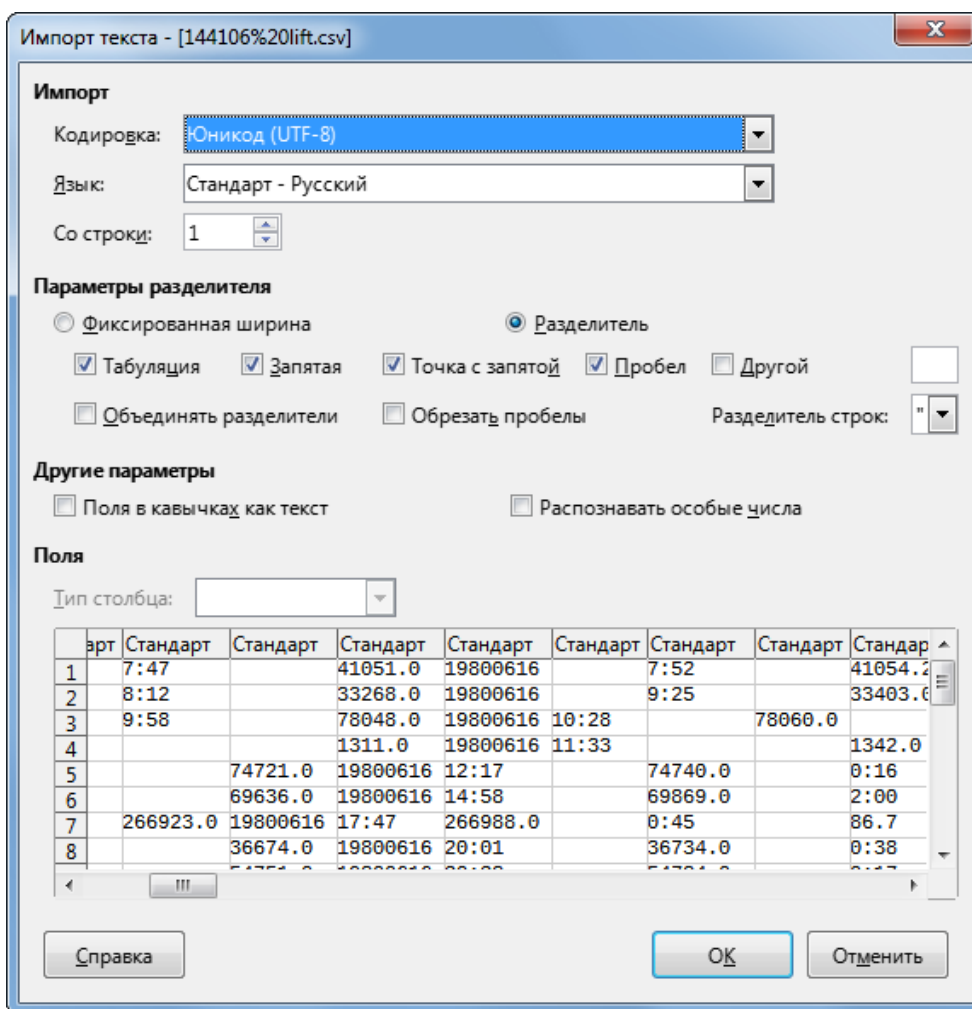 Импорт текста - [144106%20lift.csv]
Импорт
Кодировка: Юникод (UTF-8)
Язык: Стандарт - Русский
Со строки: 1
Параметры разделителя
Фиксированная ширина Разделитель
Табуляция Запятая Точка с запятой Пробел Другой
Объединять разделители Обрезать пробелы Разделитель строк: "
Другие параметры
Поля в кавычках как текст Распознавать особые числа
Поля
Тип столбца:
арт Стандарт Стандарт Стандарт Стандарт Стандарт Стандарт Стандарт Стандар
1 7:47 41051.0 19800616 7:52 41054.2
2 8:12 33268.0 19800616 9:25 33403.0
3 9:58 78048.0 19800616 10:28 78060.0
4 1311.0 19800616 11:33 1342.0
5 74721.0 19800616 12:17 74740.0 0:16
6 69636.0 19800616 14:58 69869.0 2:00
7 266923.0 19800616 17:47 266988.0 0:45 86.7
8 36674.0 19800616 20:01 36734.0 0:38
Справка OK Отменить